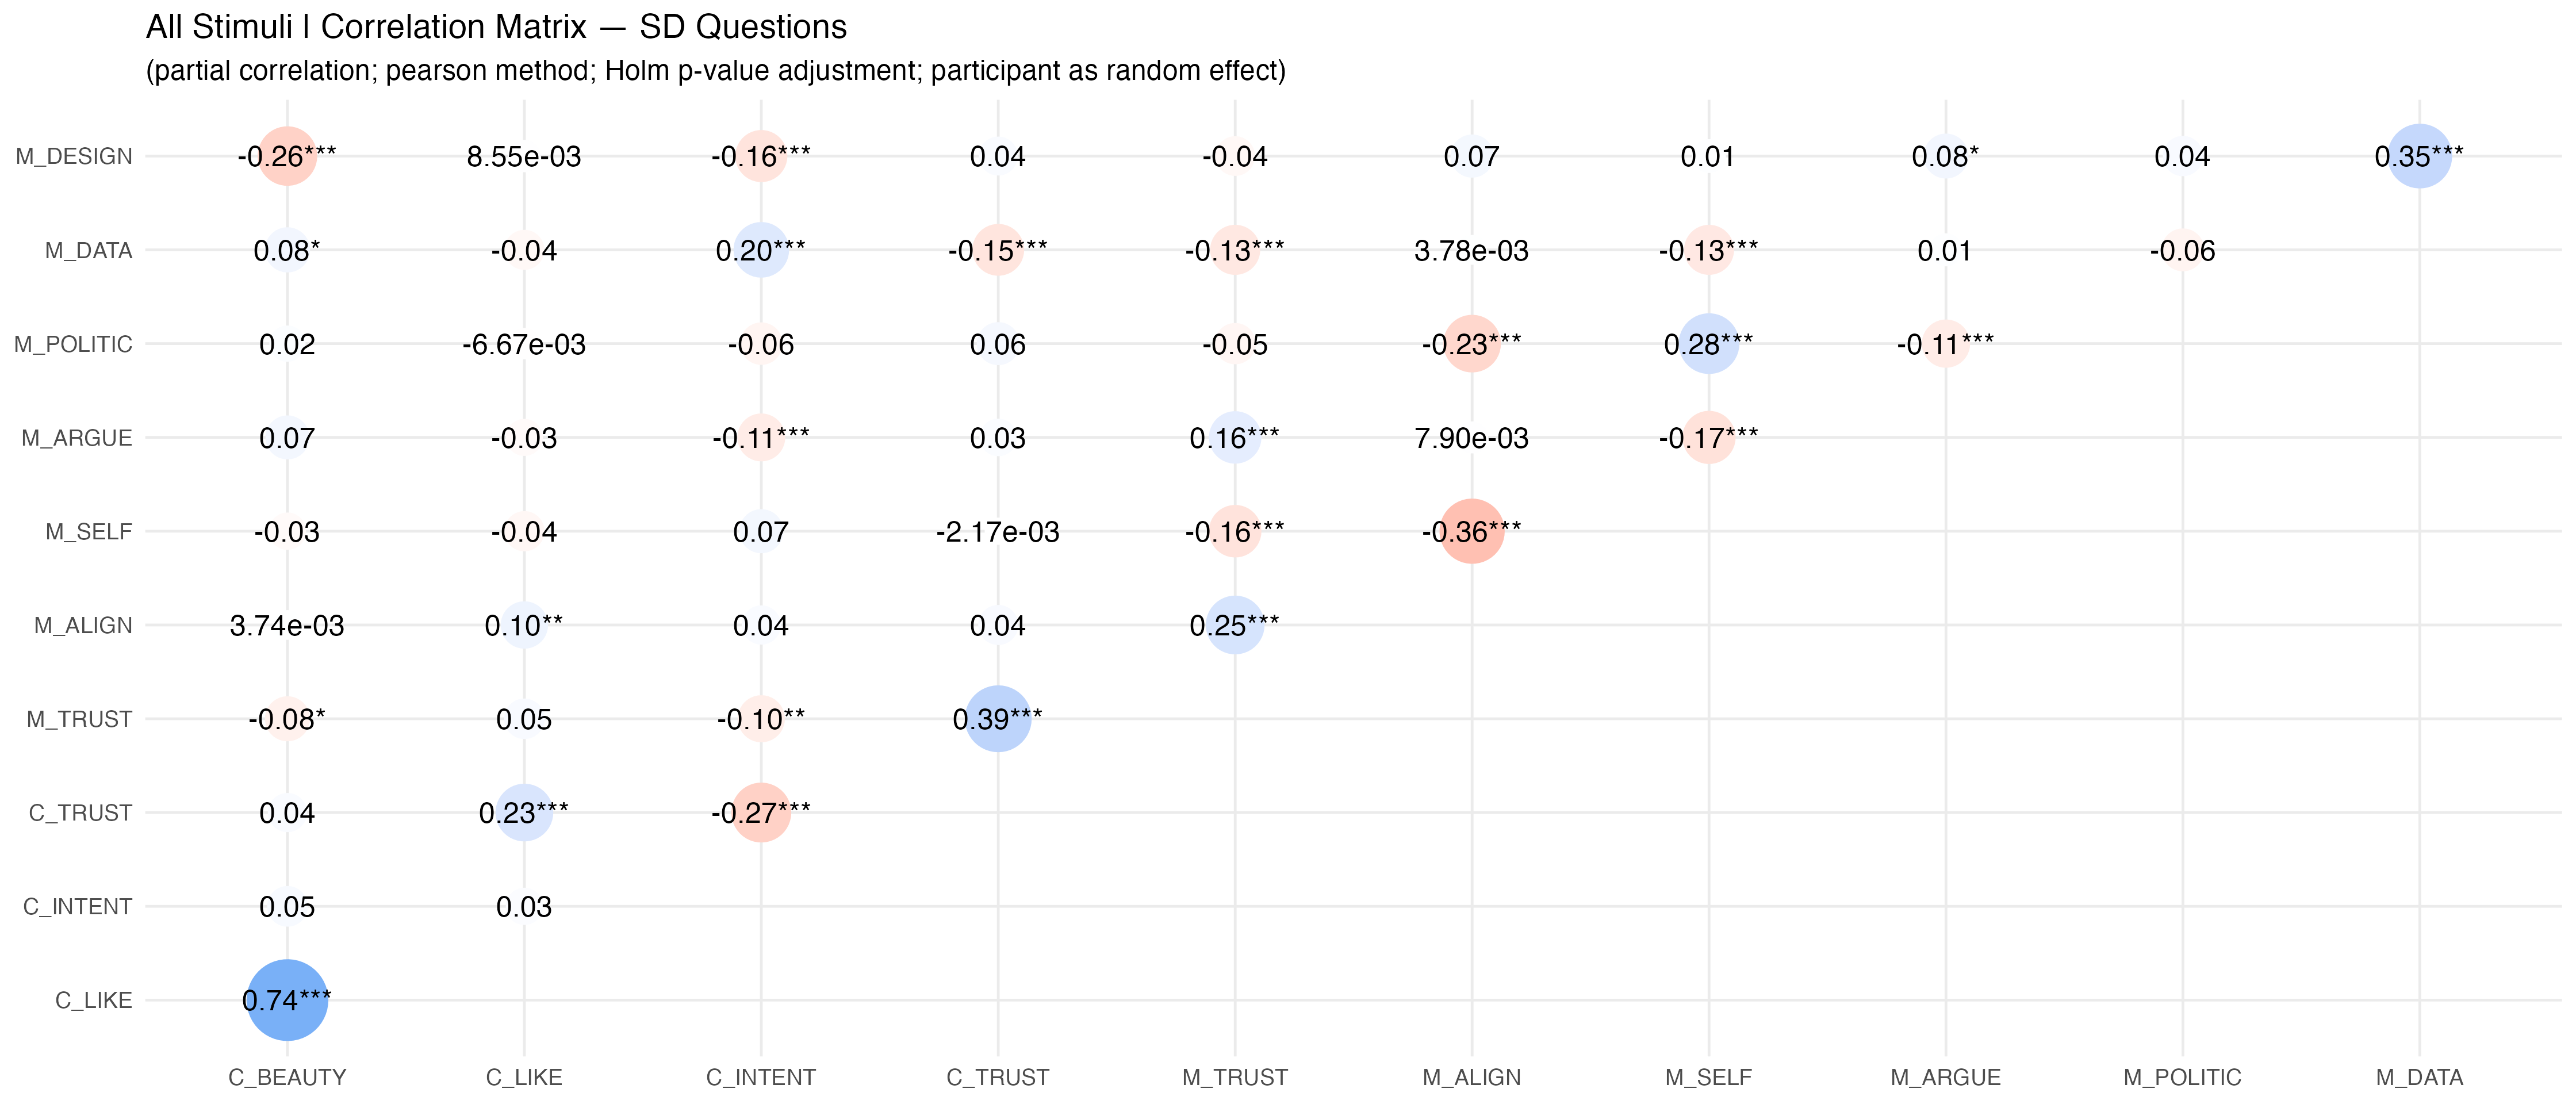 All Stimuli | Correlation Matrix — SD Questions
(partial correlation; pearson method; Holm p-value adjustment; participant as random effect)
M_DESIGN -0.26*** 8.55e-03 -0.16*** 0.04 -0.04 0.07 0.01 0.08* 0.04 0.35***
M_DATA 0.08* -0.04 0.20*** -0.15*** -0.13*** 3.78e-03 -0.13*** 0.01 -0.06
M_POLITIC 0.02 -6.67e-03 -0.06 0.06 -0.05 -0.23*** 0.28*** -0.11***
M_ARGUE 0.07 -0.03 -0.11*** 0.03 0.16*** 7.90e-03 -0.17***
M_SELF -0.03 -0.04 0.07 -2.17e-03 -0.16*** -0.36***
M_ALIGN 3.74e-03 0.10** 0.04 0.04 0.25***
M_TRUST -0.08* 0.05 -0.10** 0.39***
C_TRUST 0.04 0.23*** -0.27***
C_INTENT 0.05 0.03
C_LIKE 0.74***
C_BEAUTY C_LIKE C_INTENT C_TRUST M_TRUST M_ALIGN M_SELF M_ARGUE M_POLITIC M_DATA